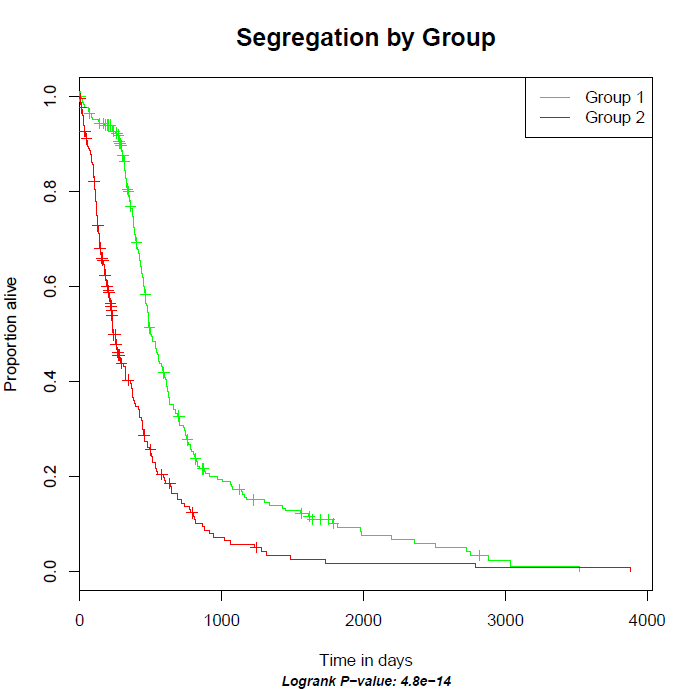 Segregation by Group
Group 1
Group 2
1.0
0.8
0.6
0.4
0.2
0.0
Proportion alive
0 1000 2000 3000 4000
Time in days
Logrank P−value: 4.8e−14